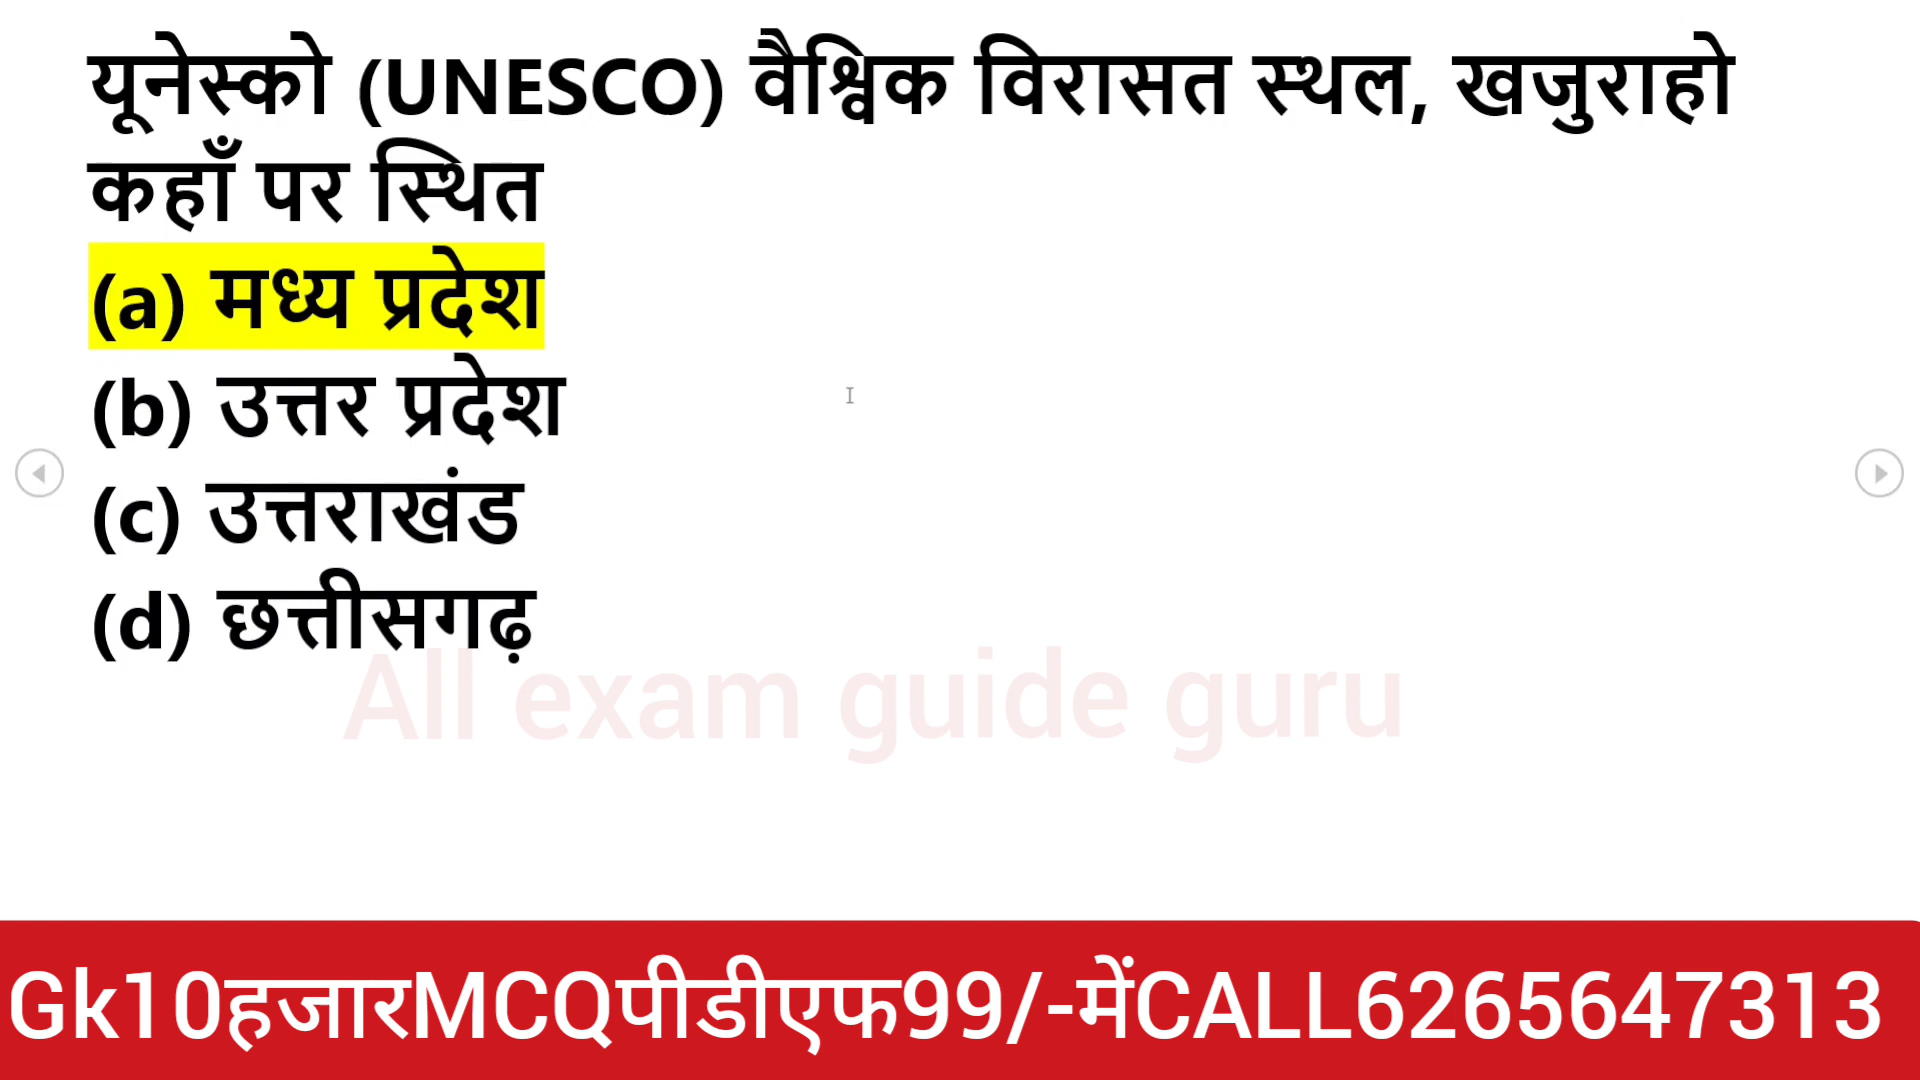 यूनेस्को (UNESCO) वैश्विक विरासत स्थल, खजुराहो
कहाँ पर स्थित
(a) मध्य प्रदेश
(b) उत्तर प्रदेश
(c) उत्तराखंड
(d) छत्तीसगढ़
All exam guide guru
Gk10हजारMCQपीडीएफ99/-मेंCALL6265647313